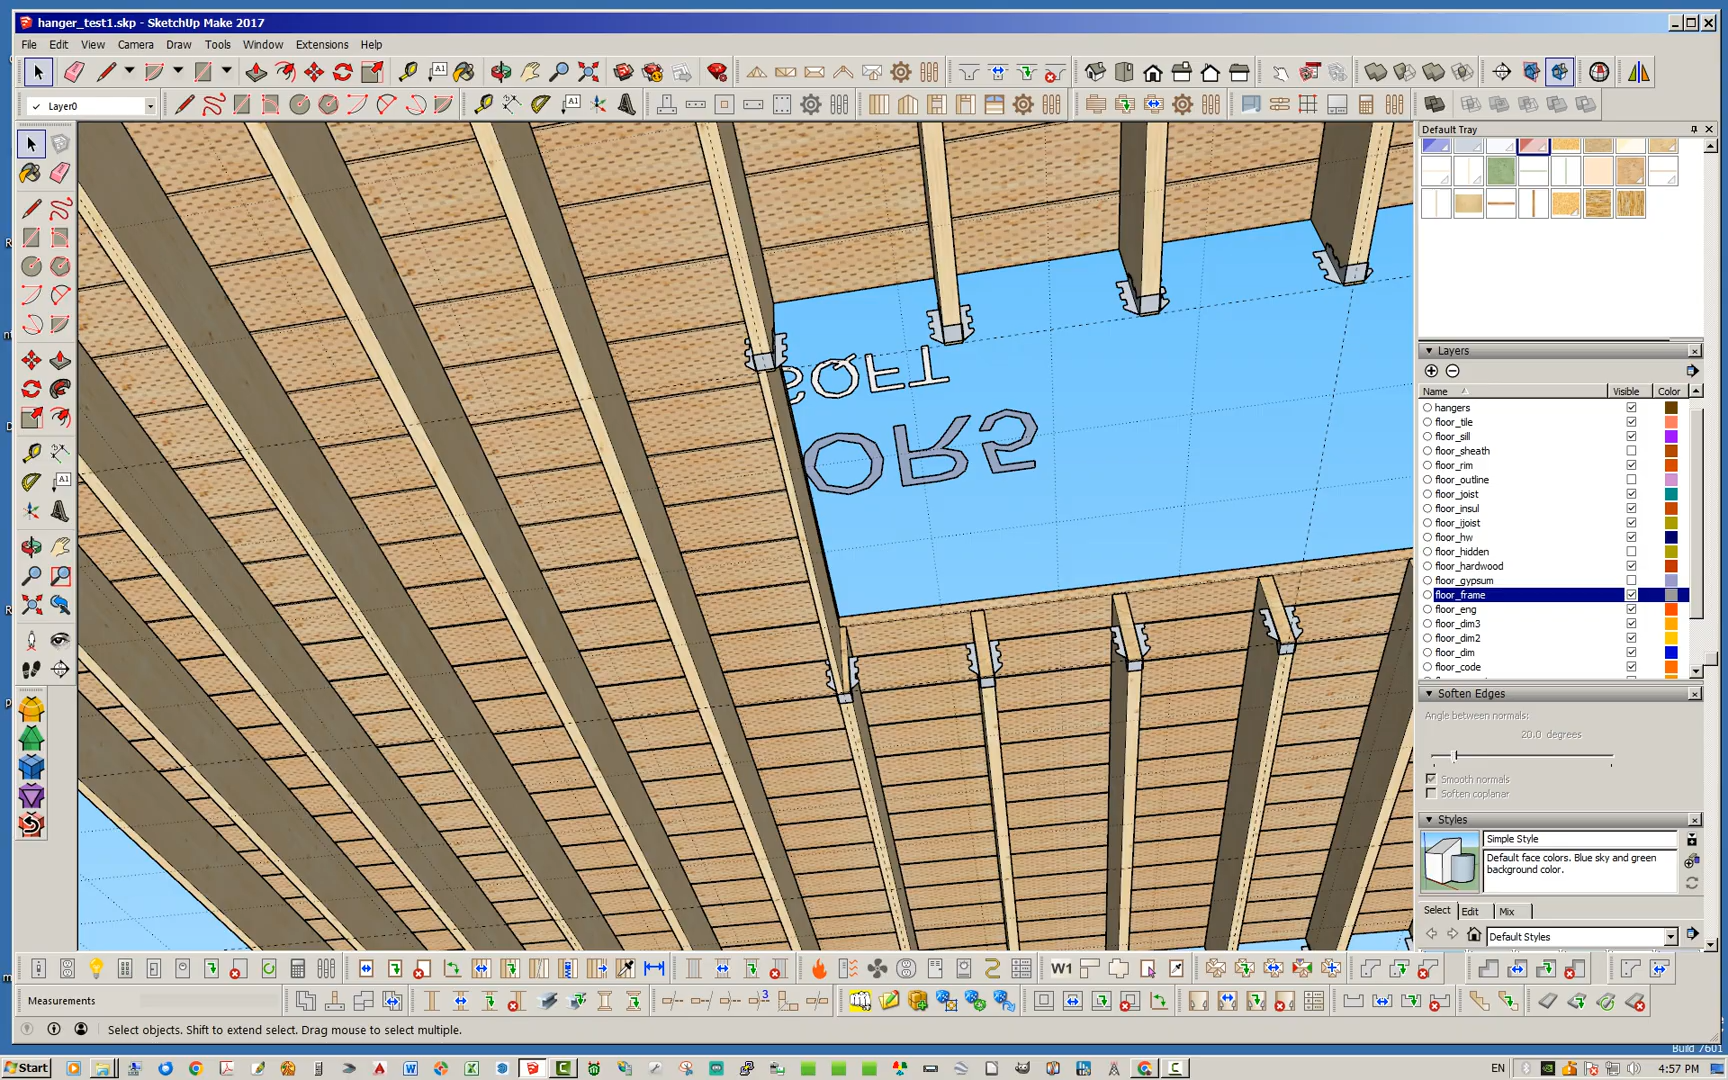 hanger_test1.skp - SketchUp Make 2017
File Edit View Camera Draw Tools Window Extensions Help
Layer0
Default Tray
Layers
Name Visible Color
hangers
floor_tile
floor_sill
floor_sheath
floor_rim
floor_outline
floor_joist
floor_insul
floor_ijoist
floor_hw
floor_hidden
floor_hardwood
floor_gypsum
floor_frame
floor_eng
floor_dim3
floor_dim2
floor_dim
floor_code
Soften Edges
Angle between normals:
20.0 degrees
Smooth normals
Soften coplanar
Styles
Simple Style
Default face colors. Blue sky and green
background color.
Select Edit Mix
Default Styles
W1
Measurements
Select objects. Shift to extend select. Drag mouse to select multiple.
Build 7601
Start
EN
4:57 PM